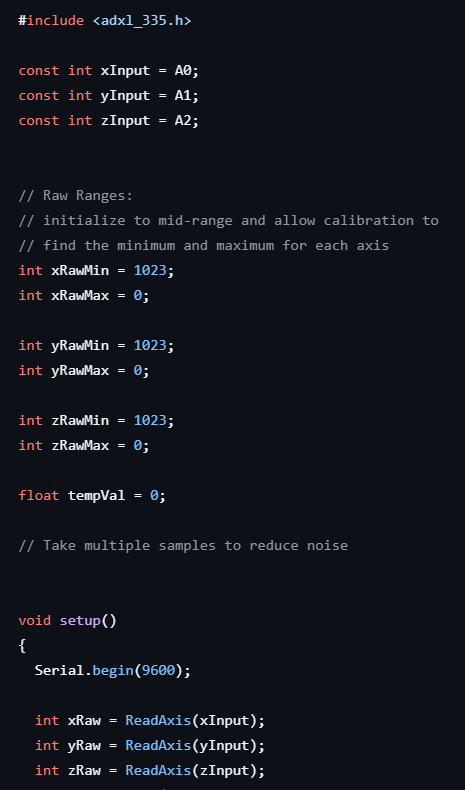 #include <adxl_335.h>
const int xInput = A0;
const int yInput = A1;
const int zInput = A2;
// Raw Ranges:
// initialize to mid-range and allow calibration to
// find the minimum and maximum for each axis
int xRawMin = 1023;
int xRawMax = 0;
int yRawMin = 1023;
int yRawMax = 0;
int zRawMin = 1023;
int zRawMax = 0;
float tempVal = 0;
// Take multiple samples to reduce noise
void setup()
{
  Serial.begin(9600);
  int xRaw = ReadAxis(xInput);
  int yRaw = ReadAxis(yInput);
  int zRaw = ReadAxis(zInput);